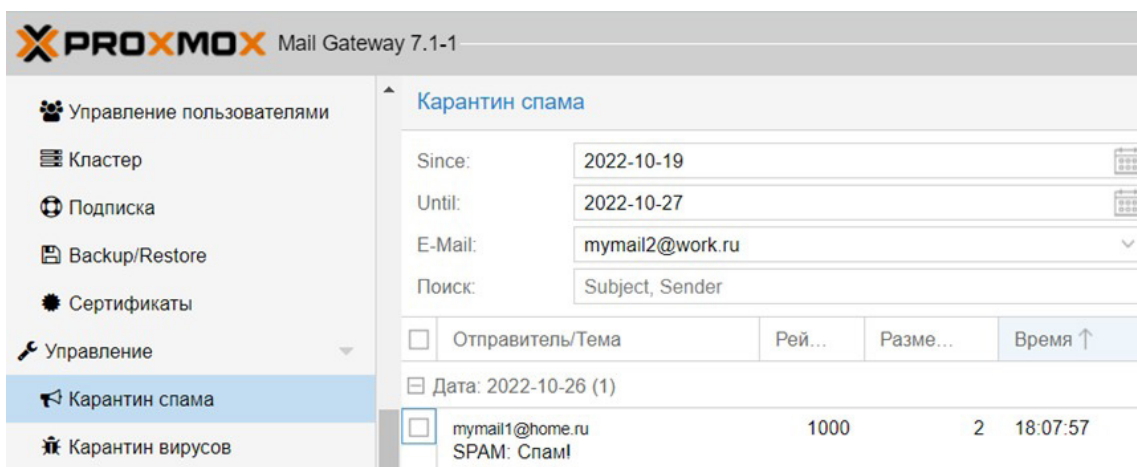 PROXMOX Mail Gateway 7.1-1
Управление пользователями
Кластер
Подписка
Backup/Restore
Сертификаты
Управление
Карантин спама
Карантин вирусов
Карантин спама
Since: 2022-10-19
Until: 2022-10-27
E-Mail: mymail2@work.ru
Поиск: Subject, Sender
Отправитель/Тема Рей... Разме... Время ↑
Дата: 2022-10-26 (1)
mymail1@home.ru 1000 2 18:07:57
SPAM: Спам!